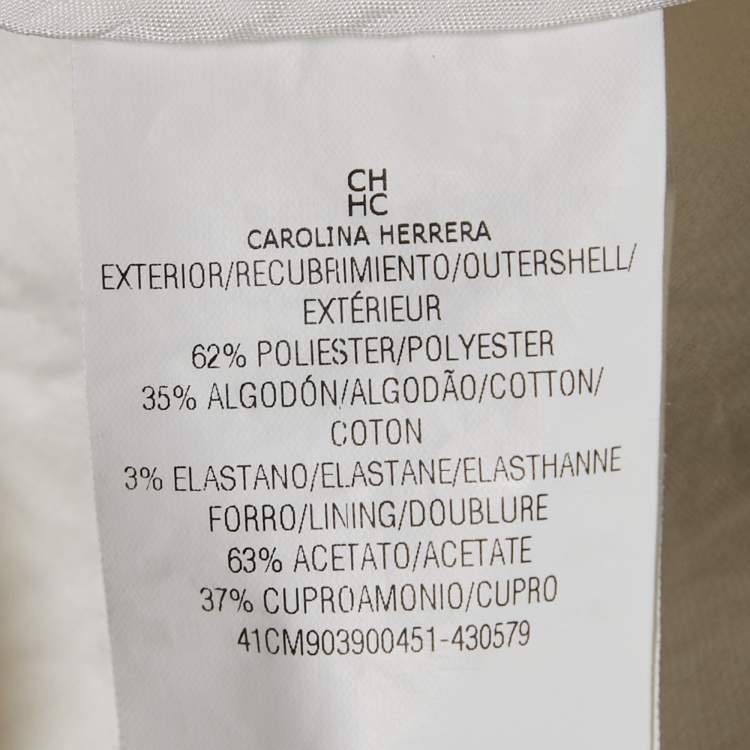 CH
HC
CAROLINA HERRERA
EXTERIOR/RECUBRIMIENTO/OUTERSHELL/
EXTÉRIEUR
62% POLIESTER/POLYESTER
35% ALGODÓN/ALGODÃO/COTTON/
COTON
3% ELASTANO/ELASTANE/ELASTHANNE
FORRO/LINING/DOUBLURE
63% ACETATO/ACETATE
37% CUPROAMONIO/CUPRO
41CM903900451-430579